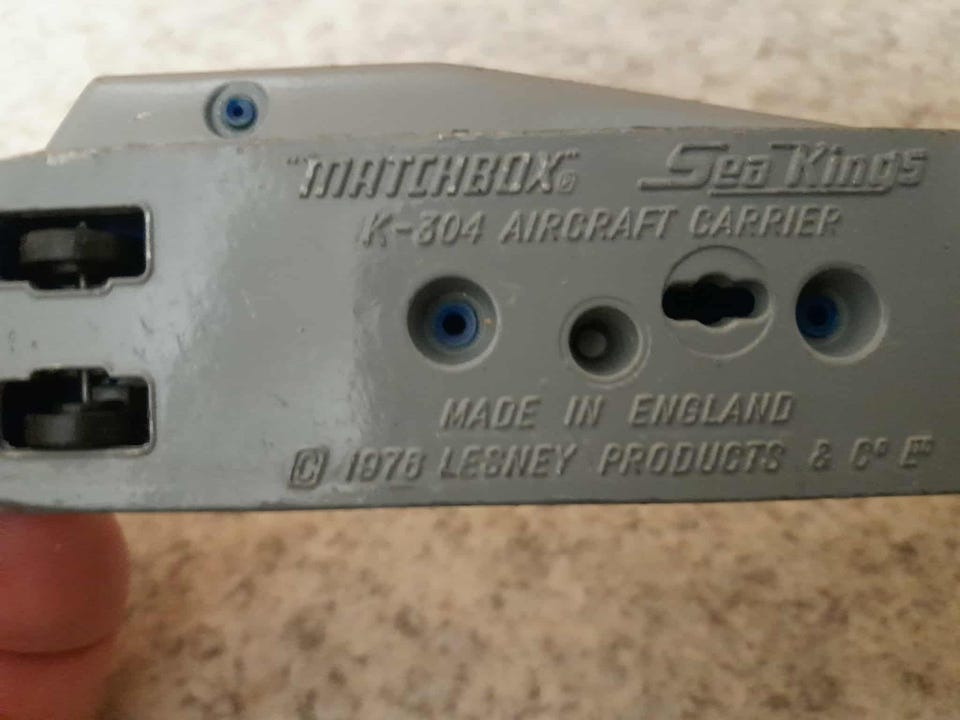 "MATCHBOX"® Sea Kings
K-304 AIRCRAFT CARRIER
MADE IN ENGLAND
© 1976 LESNEY PRODUCTS & Cº Lᵀᴰ